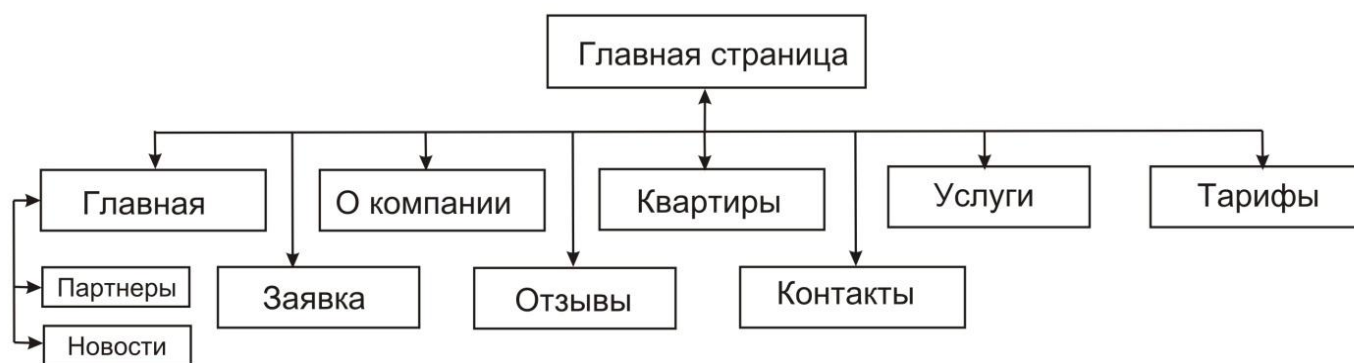 Главная страница
Главная
О компании
Квартиры
Услуги
Тарифы
Заявка
Отзывы
Контакты
Партнеры
Новости